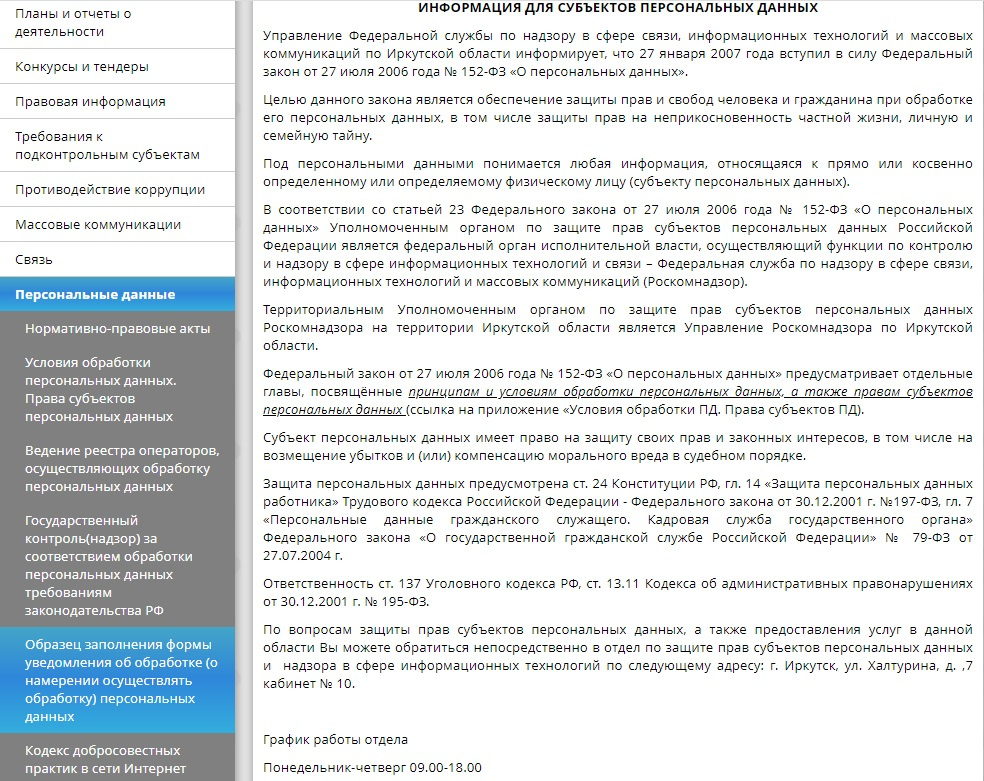 Планы и отчеты о
деятельности
Конкурсы и тендеры
Правовая информация
Требования к
подконтрольным субъектам
Противодействие коррупции
Массовые коммуникации
Связь
Персональные данные
Нормативно-правовые акты
Условия обработки
персональных данных.
Права субъектов
персональных данных
Ведение реестра операторов,
осуществляющих обработку
персональных данных
Государственный
контроль(надзор) за
соответствием обработки
персональных данных
требованиям
законодательства РФ
Образец заполнения формы
уведомления об обработке (о
намерении осуществлять
обработку) персональных
данных
Кодекс добросовестных
практик в сети Интернет
ИНФОРМАЦИЯ ДЛЯ СУБЪЕКТОВ ПЕРСОНАЛЬНЫХ ДАННЫХ
Управление Федеральной службы по надзору в сфере связи, информационных технологий и массовых
коммуникаций по Иркутской области информирует, что 27 января 2007 года вступил в силу Федеральный
закон от 27 июля 2006 года № 152-ФЗ «О персональных данных».
Целью данного закона является обеспечение защиты прав и свобод человека и гражданина при обработке
его персональных данных, в том числе защиты прав на неприкосновенность частной жизни, личную и
семейную тайну.
Под персональными данными понимается любая информация, относящаяся к прямо или косвенно
определенному или определяемому физическому лицу (субъекту персональных данных).
В соответствии со статьей 23 Федерального закона от 27 июля 2006 года № 152-ФЗ «О персональных
данных» Уполномоченным органом по защите прав субъектов персональных данных Российской
Федерации является федеральный орган исполнительной власти, осуществляющий функции по контролю
и надзору в сфере информационных технологий и связи – Федеральная служба по надзору в сфере связи,
информационных технологий и массовых коммуникаций (Роскомнадзор).
Территориальным Уполномоченным органом по защите прав субъектов персональных данных
Роскомнадзора на территории Иркутской области является Управление Роскомнадзора по Иркутской
области.
Федеральный закон от 27 июля 2006 года № 152-ФЗ «О персональных данных» предусматривает отдельные
главы, посвящённые принципам и условиям обработки персональных данных, а также правам субъектов
персональных данных (ссылка на приложение «Условия обработки ПД. Права субъектов ПД).
Субъект персональных данных имеет право на защиту своих прав и законных интересов, в том числе на
возмещение убытков и (или) компенсацию морального вреда в судебном порядке.
Защита персональных данных предусмотрена ст. 24 Конституции РФ, гл. 14 «Защита персональных данных
работника» Трудового кодекса Российской Федерации - Федерального закона от 30.12.2001 г. №197-ФЗ, гл. 7
«Персональные данные гражданского служащего. Кадровая служба государственного органа»
Федерального закона «О государственной гражданской службе Российской Федерации» № 79-ФЗ от
27.07.2004 г.
Ответственность ст. 137 Уголовного кодекса РФ, ст. 13.11 Кодекса об административных правонарушениях
от 30.12.2001 г. № 195-ФЗ.
По вопросам защиты прав субъектов персональных данных, а также предоставления услуг в данной
области Вы можете обратиться непосредственно в отдел по защите прав субъектов персональных данных
и надзора в сфере информационных технологий по следующему адресу: г. Иркутск, ул. Халтурина, д. ,7
кабинет № 10.
График работы отдела
Понедельник-четверг 09.00-18.00